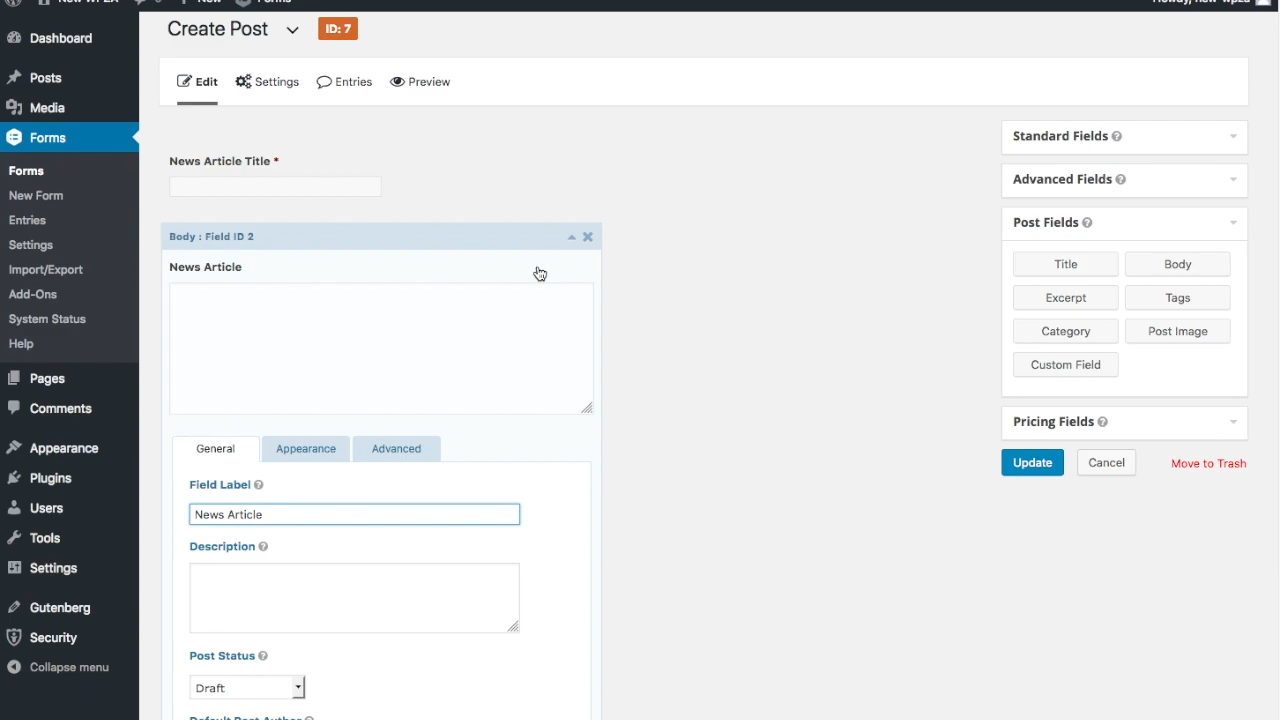 New
Forms
Create Post
ID: 7
Edit
Settings
Entries
Preview
Dashboard
Posts
Media
Forms
Forms
New Form
Entries
Settings
Import/Export
Add-Ons
System Status
Help
Pages
Comments
Appearance
Plugins
Users
Tools
Settings
Gutenberg
Security
Collapse menu
News Article Title *
Body : Field ID 2
News Article
General
Appearance
Advanced
Field Label
News Article
Description
Post Status
Draft
Default Post Author
Standard Fields
Advanced Fields
Post Fields
Title
Body
Excerpt
Tags
Category
Post Image
Custom Field
Pricing Fields
Update
Cancel
Move to Trash